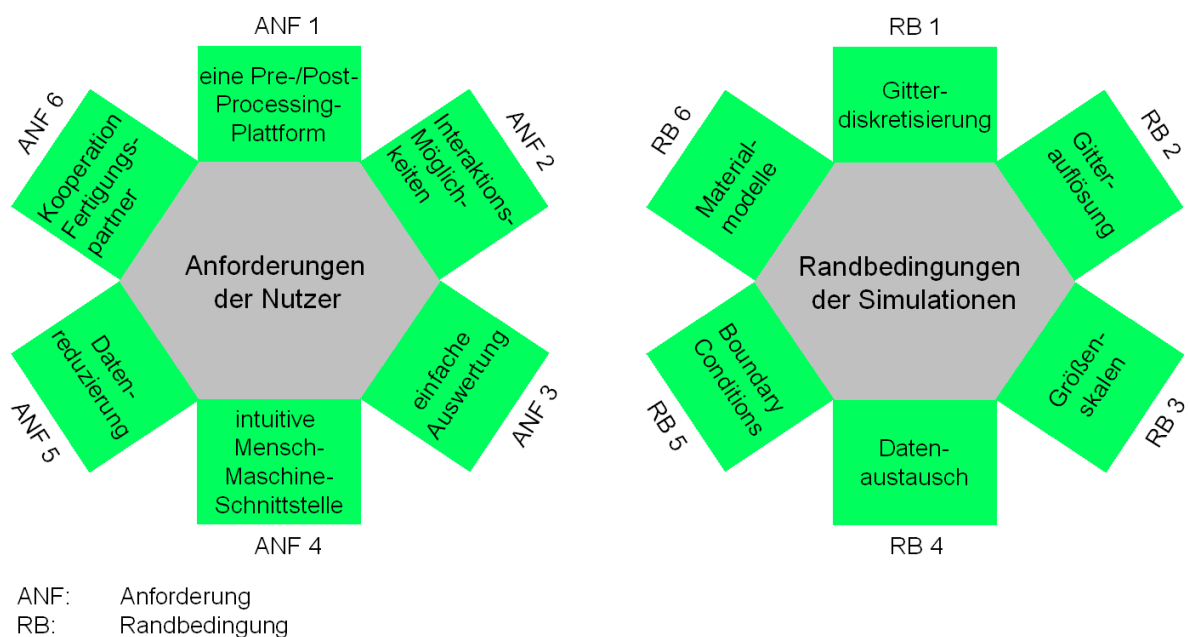 ANF 1
eine Pre-/Post-
Processing-
Plattform
ANF 2
Interaktions-
Möglich-
keiten
einfache
Auswertung
ANF 3
intuitive
Mensch-
Maschine-
Schnittstelle
ANF 4
Daten-
reduzierung
ANF 5
ANF 6
Kooperation
Fertigungs-
partner
Anforderungen
der Nutzer
RB 1
Gitter-
diskretisierung
RB 2
Gitter-
auflösung
Größen-
skalen
RB 3
Daten-
austausch
RB 4
Boundary
Conditions
RB 5
RB 6
Material-
modelle
Randbedingungen
der Simulationen
ANF: Anforderung
RB: Randbedingung